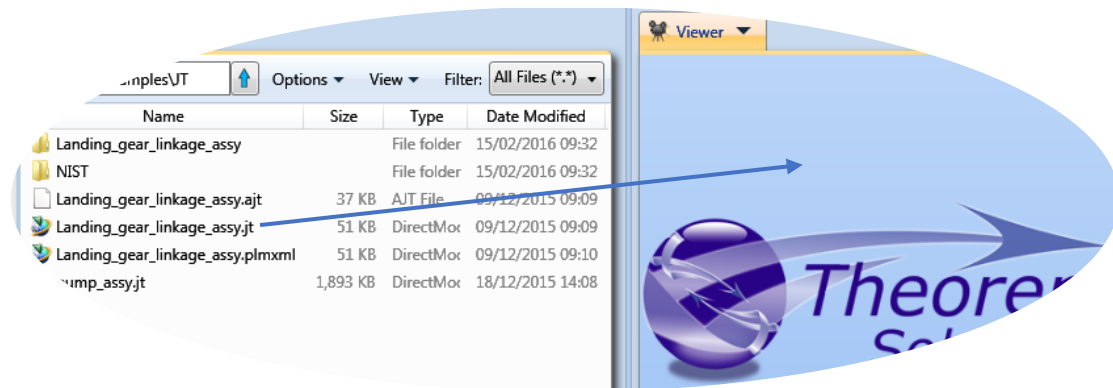 Viewer
Options View Filter: All Files (*.*)
Name Size Type Date Modified
Landing_gear_linkage_assy File folder 15/02/2016 09:32
NIST File folder 15/02/2016 09:32
Landing_gear_linkage_assy.ajt 37 KB AJT File 09/12/2015 09:09
Landing_gear_linkage_assy.jt 51 KB DirectMoc 09/12/2015 09:09
Landing_gear_linkage_assy.plmxml 51 KB DirectMoc 09/12/2015 09:10
ump_assy.jt 1,893 KB DirectMoc 18/12/2015 14:08
Theorem